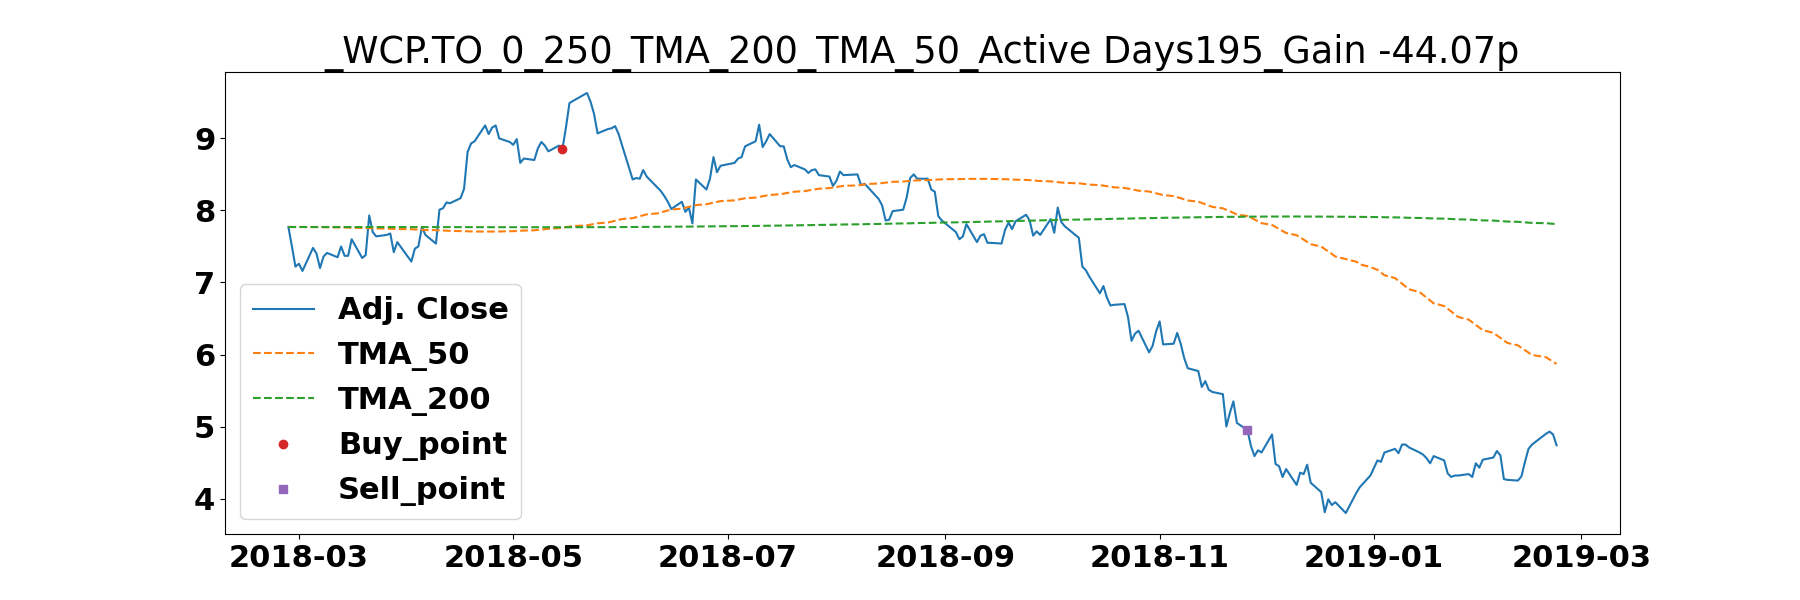 _WCP.TO_0_250_TMA_200_TMA_50_Active Days195_Gain -44.07p
9
8
7
6
5
4
Adj. Close
TMA_50
TMA_200
Buy_point
Sell_point
2018-03 2018-05 2018-07 2018-09 2018-11 2019-01 2019-03